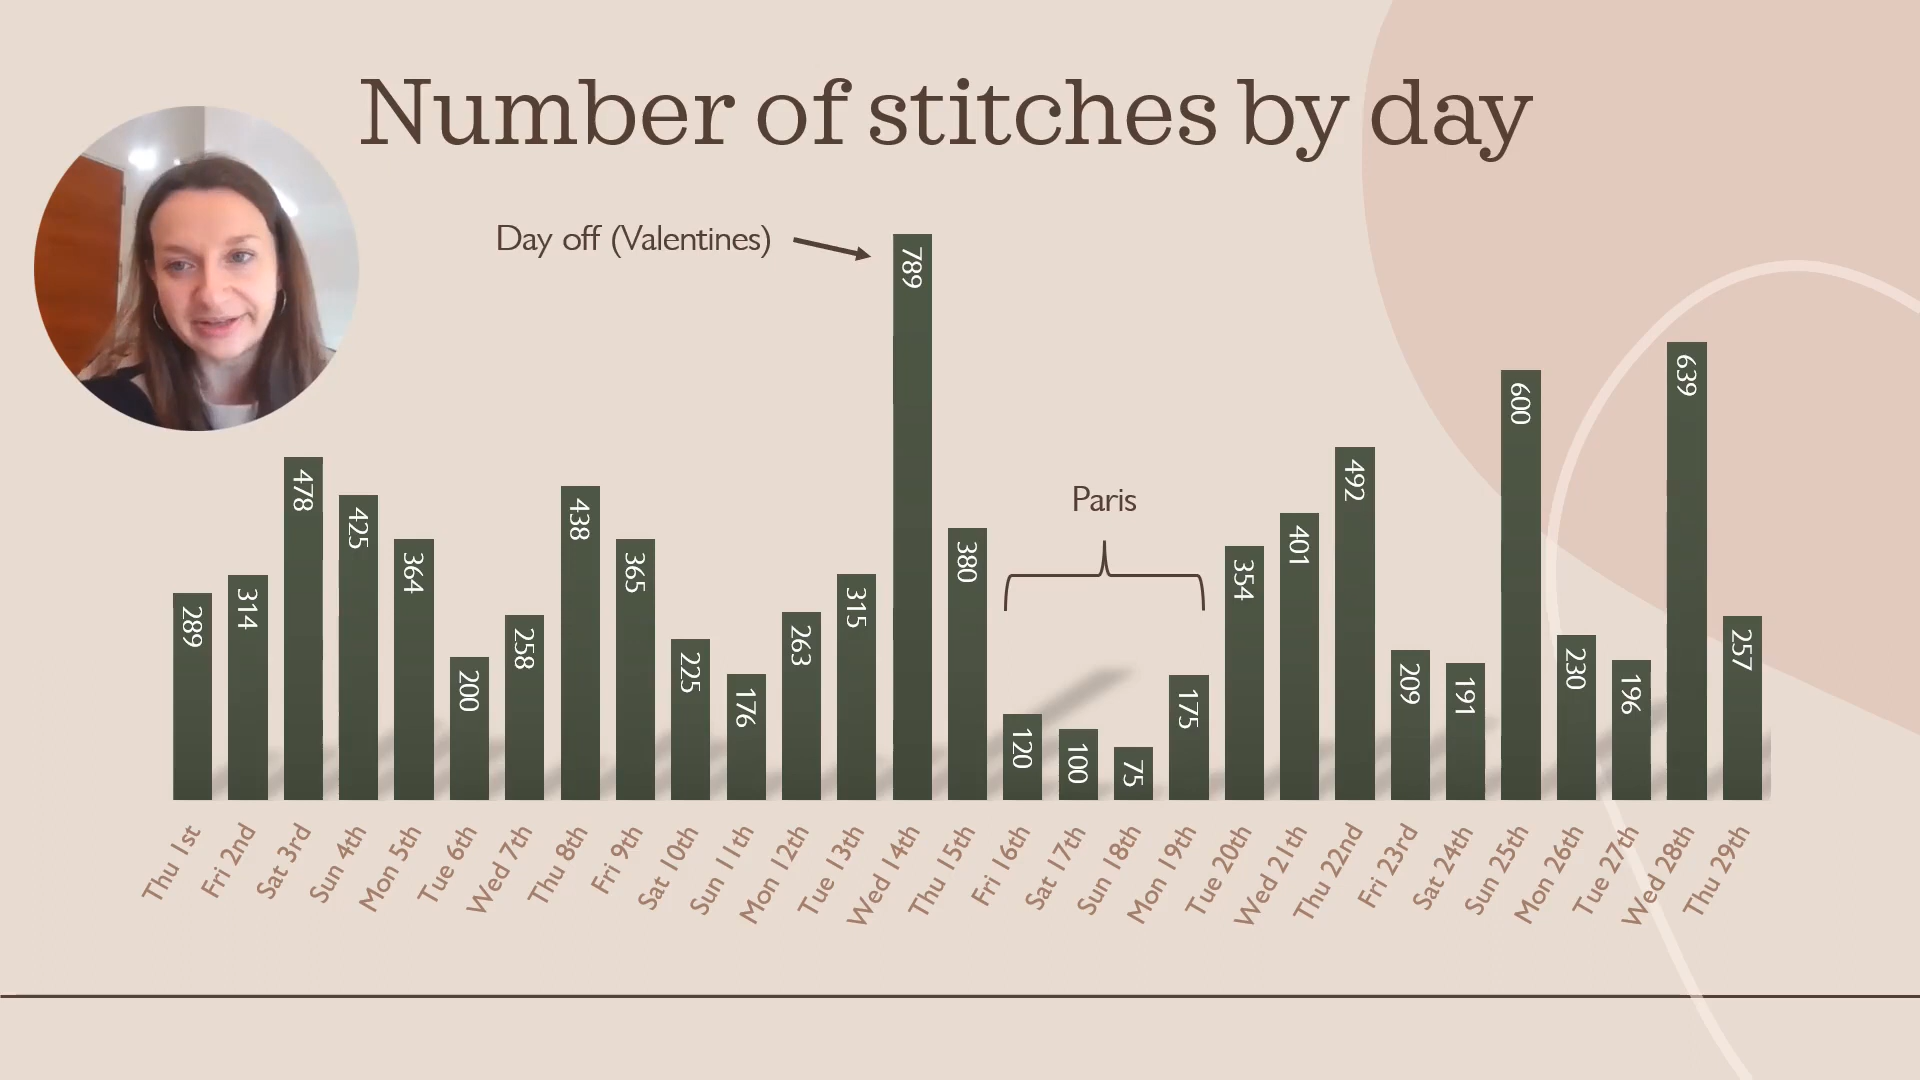 Number of stitches by day
Day off (Valentines)
Paris
289
314
478
425
364
200
258
438
365
225
176
263
315
789
380
120
100
75
175
354
401
492
209
191
600
230
196
639
257
Thu 1st
Fri 2nd
Sat 3rd
Sun 4th
Mon 5th
Tue 6th
Wed 7th
Thu 8th
Fri 9th
Sat 10th
Sun 11th
Mon 12th
Tue 13th
Wed 14th
Thu 15th
Fri 16th
Sat 17th
Sun 18th
Mon 19th
Tue 20th
Wed 21th
Thu 22nd
Fri 23rd
Sat 24th
Sun 25th
Mon 26th
Tue 27th
Wed 28th
Thu 29th